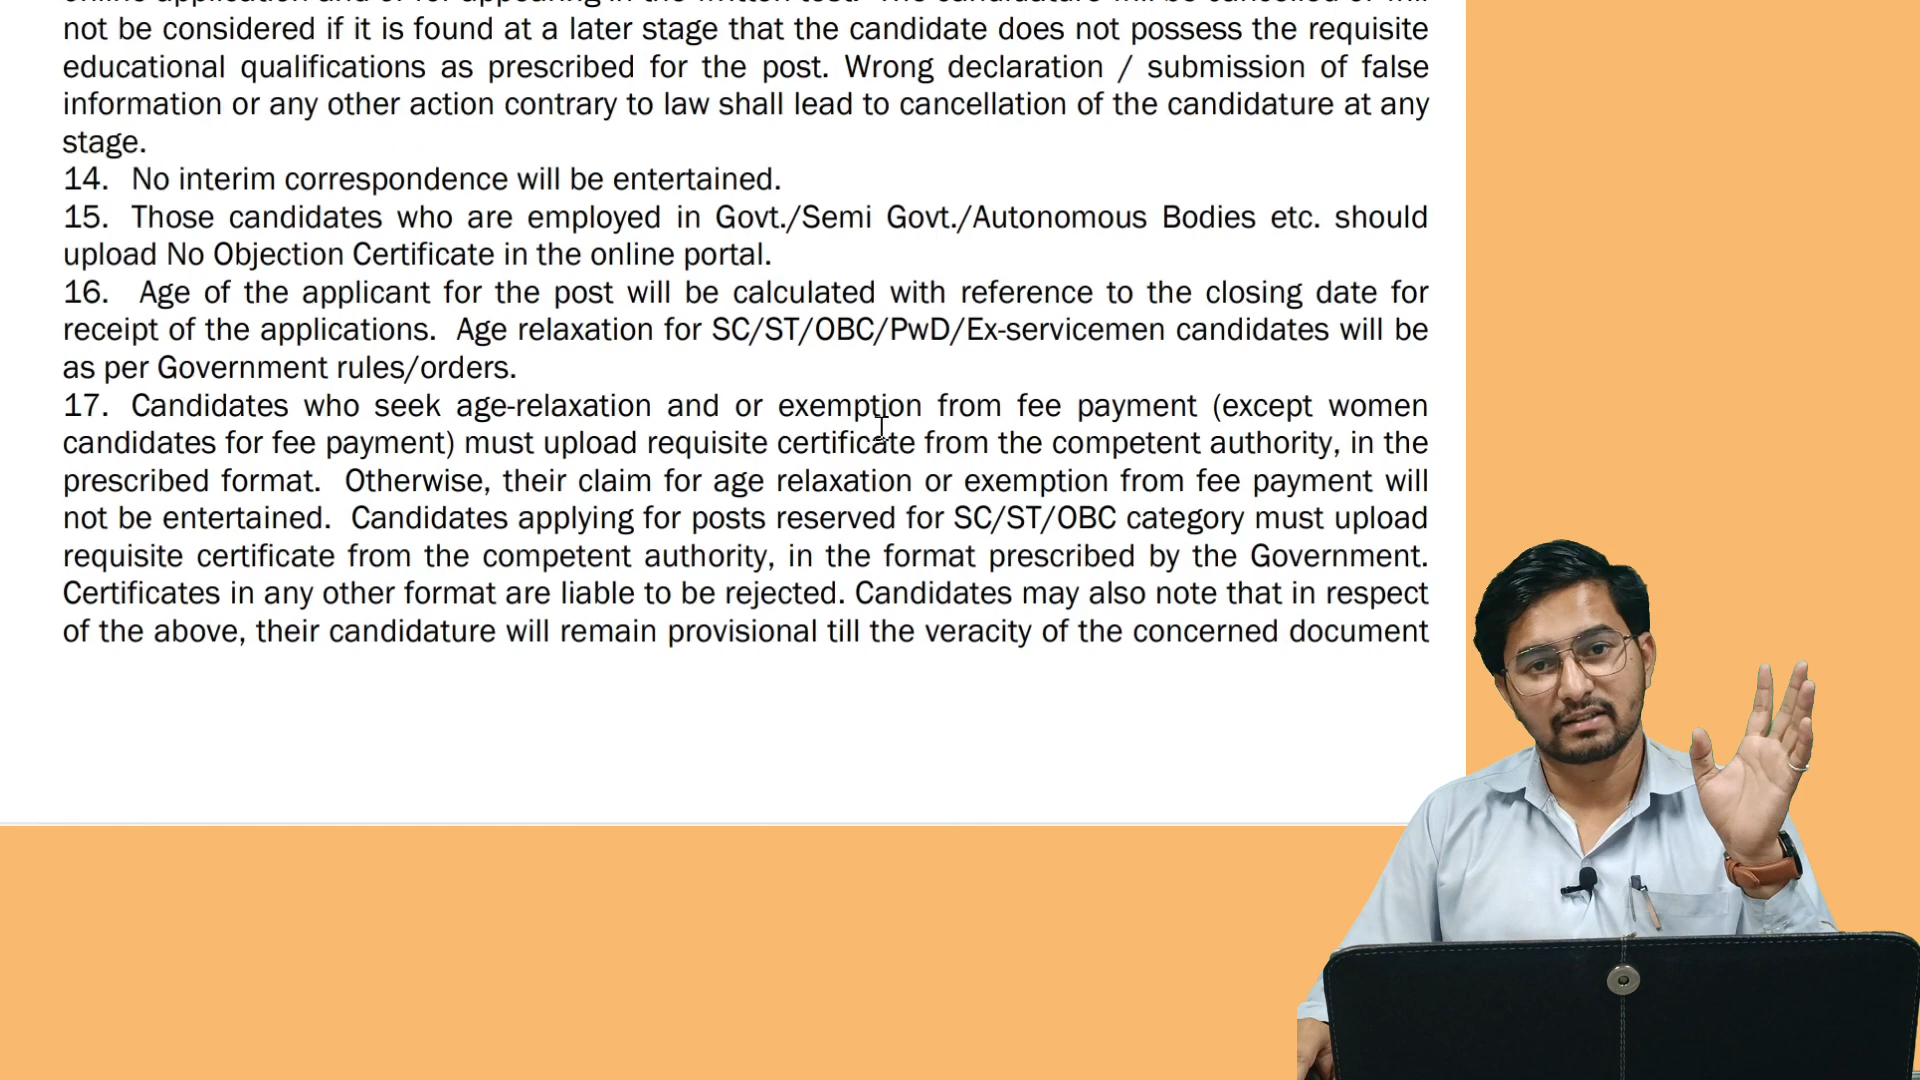 not be considered if it is found at a later stage that the candidate does not possess the requisite
educational qualifications as prescribed for the post. Wrong declaration / submission of false
information or any other action contrary to law shall lead to cancellation of the candidature at any
stage.
14. No interim correspondence will be entertained.
15. Those candidates who are employed in Govt./Semi Govt./Autonomous Bodies etc. should
upload No Objection Certificate in the online portal.
16. Age of the applicant for the post will be calculated with reference to the closing date for
receipt of the applications. Age relaxation for SC/ST/OBC/PwD/Ex-servicemen candidates will be
as per Government rules/orders.
17. Candidates who seek age-relaxation and or exemption from fee payment (except women
candidates for fee payment) must upload requisite certificate from the competent authority, in the
prescribed format. Otherwise, their claim for age relaxation or exemption from fee payment will
not be entertained. Candidates applying for posts reserved for SC/ST/OBC category must upload
requisite certificate from the competent authority, in the format prescribed by the Government.
Certificates in any other format are liable to be rejected. Candidates may also note that in respect
of the above, their candidature will remain provisional till the veracity of the concerned document